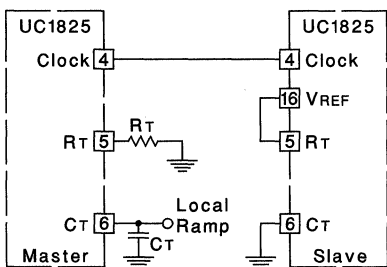 UC1825 UC1825
Clock 4 4 Clock
16 VREF
RT 5 RT 5 RT
CT 6 Local Ramp 6 CT
CT
Master Slave